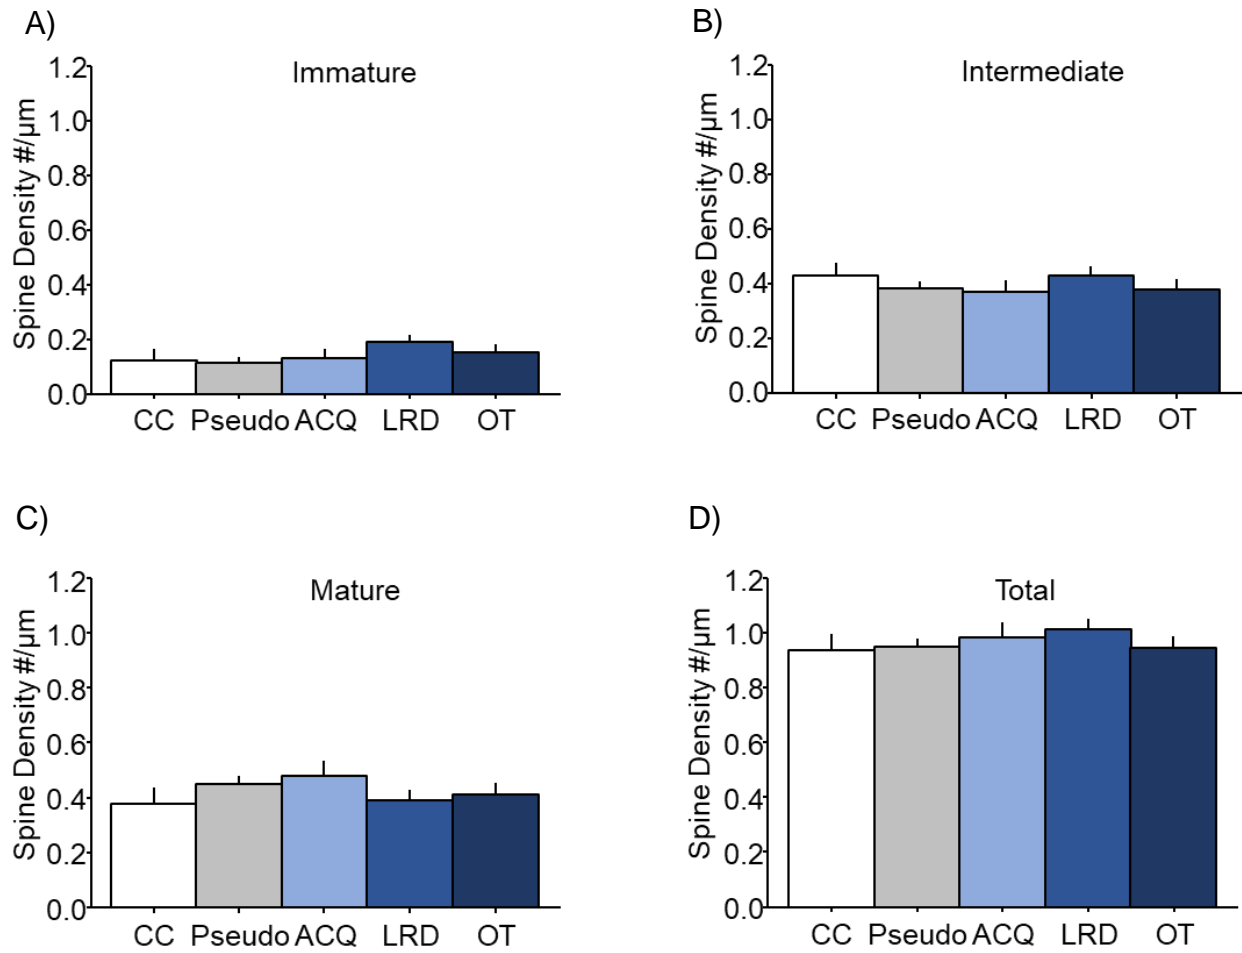 A)
Immature
Spine Density #/µm
1.2
1.0
0.8
0.6
0.4
0.2
0.0
CC Pseudo ACQ LRD OT
B)
Intermediate
Spine Density #/µm
1.2
1.0
0.8
0.6
0.4
0.2
0.0
CC Pseudo ACQ LRD OT
C)
Mature
Spine Density #/µm
1.2
1.0
0.8
0.6
0.4
0.2
0.0
CC Pseudo ACQ LRD OT
D)
Total
Spine Density #/µm
1.2
1.0
0.8
0.6
0.4
0.2
0.0
CC Pseudo ACQ LRD OT